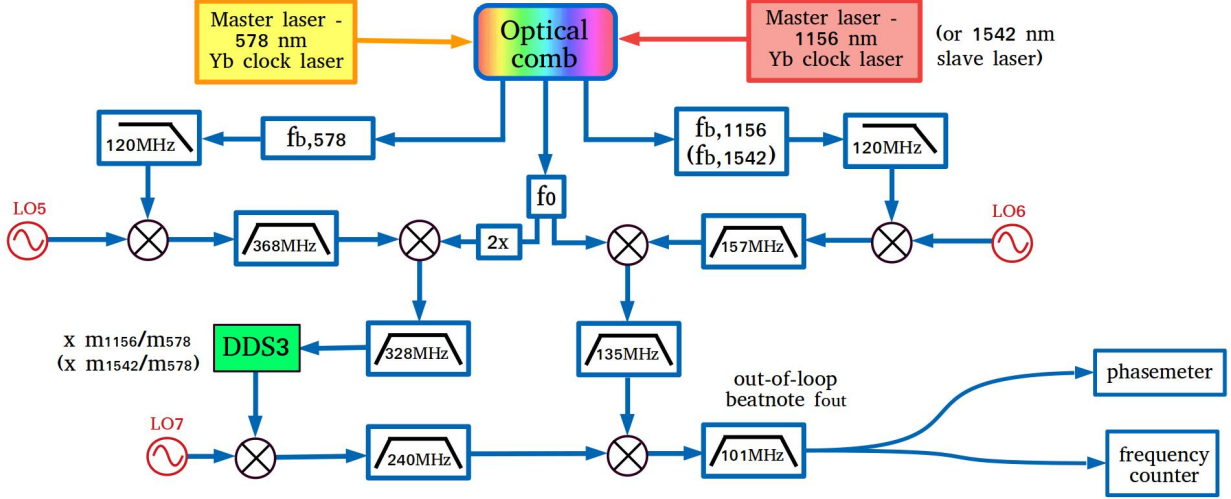 Master laser -
578 nm
Yb clock laser
Optical
comb
Master laser -
1156 nm
Yb clock laser
(or 1542 nm
slave laser)
120MHz
fb,578
fb,1156
(fb,1542)
120MHz
f0
LO5
368MHz
2x
157MHz
LO6
x m1156/m578
(x m1542/m578)
DDS3
328MHz
135MHz
out-of-loop
beatnote fout
phasemeter
LO7
240MHz
101MHz
frequency
counter